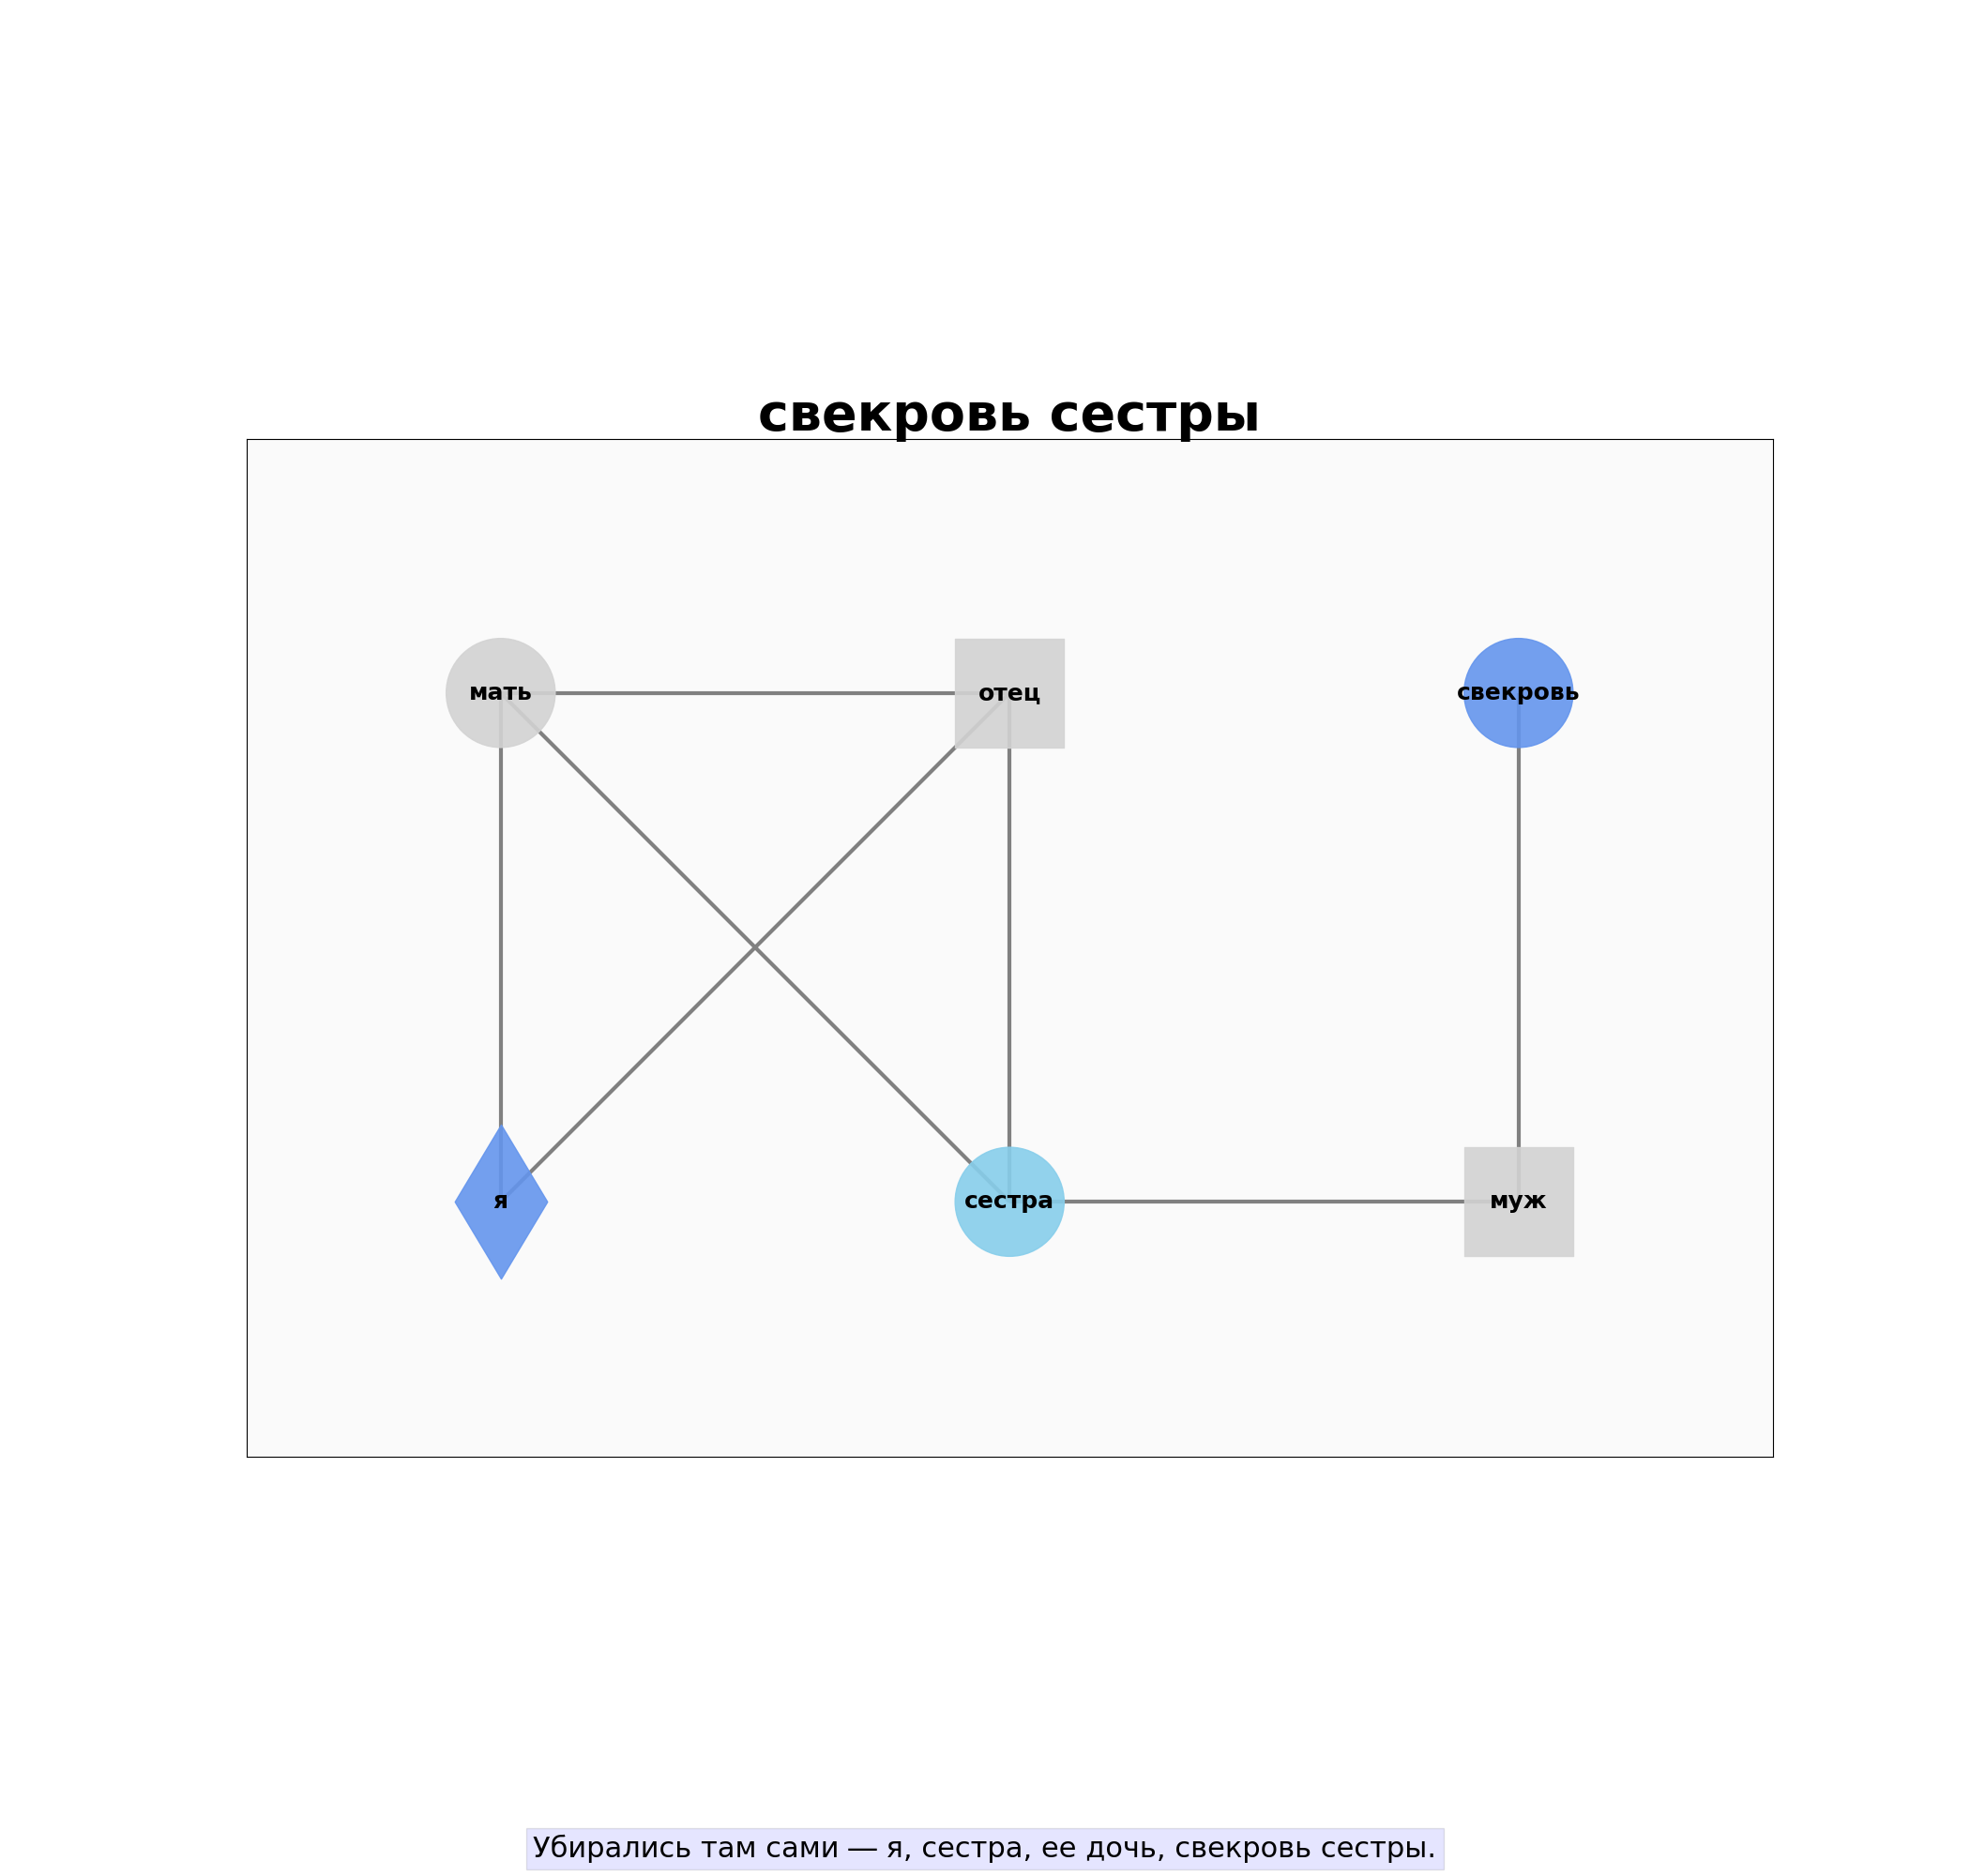 свекровь сестры
мать
отец
свекровь
я
сестра
муж
Убирались там сами — я, сестра, ее дочь, свекровь сестры.